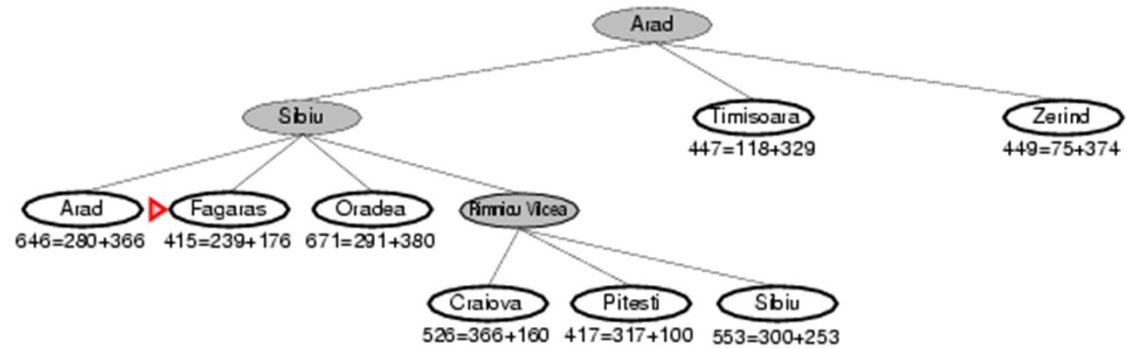 Arad
Sibiu
Timisoara
Zerind
447=118+329
449=75+374
Arad
Fagaras
Oradea
Rimnicu Vilcea
646=280+366
415=239+176
671=291+380
Craiova
Pitesti
Sibiu
526=366+160
417=317+100
553=300+253